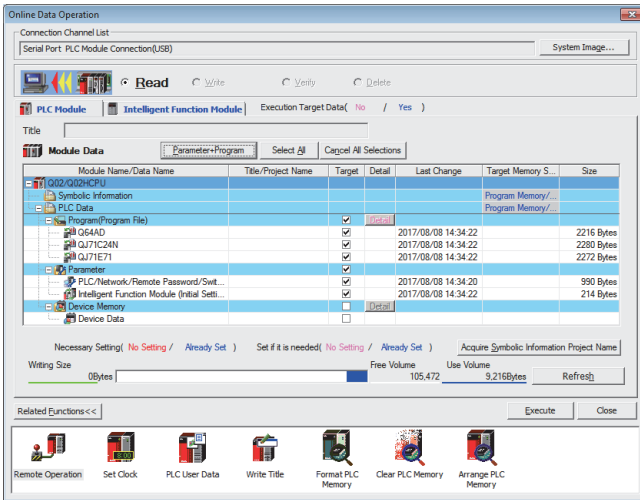 Online Data Operation
Connection Channel List
Serial Port PLC Module Connection(USB)
System Image...
Read
Write
Verify
Delete
PLC Module
Intelligent Function Module
Execution Target Data( No / Yes )
Title
Module Data
Parameter+Program
Select All
Cancel All Selections
Module Name/Data Name Title/Project Name Target Detail Last Change Target Memory S... Size
Q02/Q02HCPU
Symbolic Information Program Memory/...
PLC Data Program Memory/...
Program(Program File) Detail
Q64AD 2017/08/08 14:34:22 2216 Bytes
QJ71C24N 2017/08/08 14:34:22 2280 Bytes
QJ71E71 2017/08/08 14:34:22 2272 Bytes
Parameter
PLC/Network/Remote Password/Swit... 2017/08/08 14:34:20 990 Bytes
Intelligent Function Module (Initial Setti... 2017/08/08 14:34:22 214 Bytes
Device Memory Detail
Device Data
Necessary Setting( No Setting / Already Set ) Set if it is needed( No Setting / Already Set ) Acquire Symbolic Information Project Name
Writing Size Free Volume Use Volume
0Bytes 105,472 9,216Bytes Refresh
Related Functions<< Execute Close
8:00
Remote Operation Set Clock PLC User Data Write Title Format PLC Memory Clear PLC Memory Arrange PLC Memory